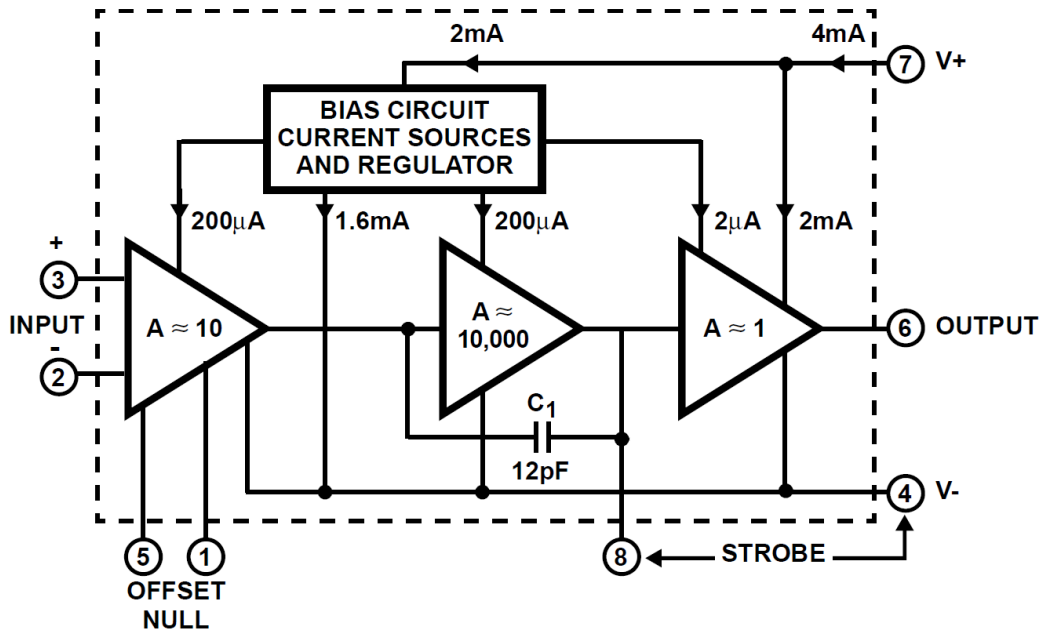 2mA
4mA
7
V+
BIAS CIRCUIT
CURRENT SOURCES
AND REGULATOR
200μA
1.6mA
200μA
2μA
2mA
+
3
INPUT
-
2
A ≈ 10
A ≈
10,000
A ≈ 1
6
OUTPUT
C1
12pF
4
V-
5
1
8
STROBE
OFFSET
NULL